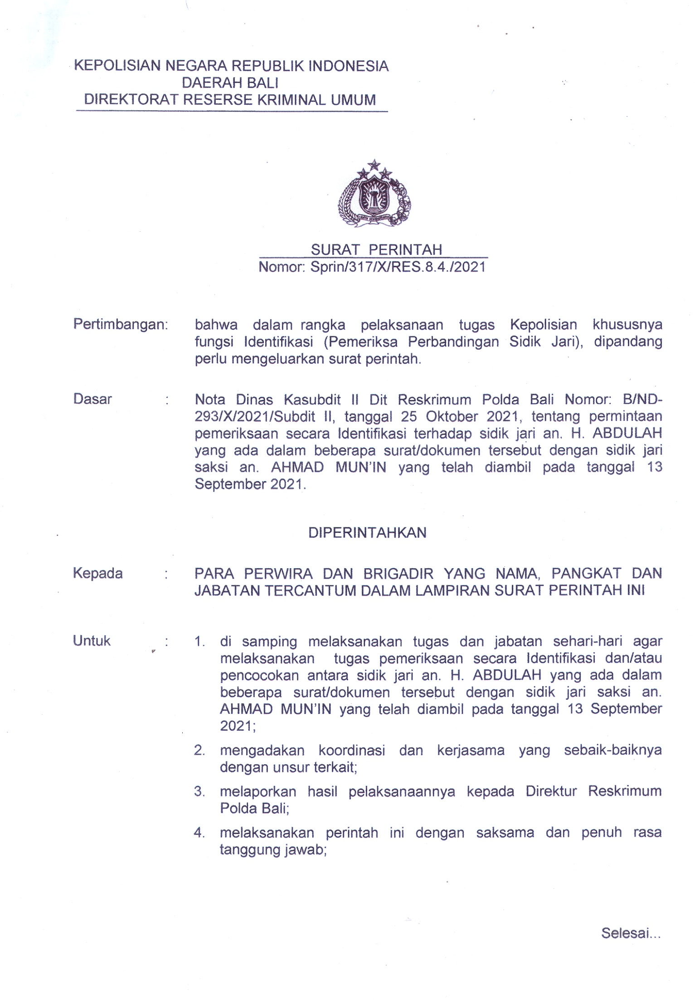 KEPOLISIAN NEGARA REPUBLIK INDONESIA
DAERAH BALI
DIREKTORAT RESERSE KRIMINAL UMUM
SURAT PERINTAH
Nomor: Sprin/317/X/RES.8.4./2021
Pertimbangan: bahwa dalam rangka pelaksanaan tugas Kepolisian khususnya
fungsi Identifikasi (Pemeriksa Perbandingan Sidik Jari), dipandang
perlu mengeluarkan surat perintah.
Dasar : Nota Dinas Kasubdit II Dit Reskrimum Polda Bali Nomor: B/ND-
293/X/2021/Subdit II, tanggal 25 Oktober 2021, tentang permintaan
pemeriksaan secara Identifikasi terhadap sidik jari an. H. ABDULAH
yang ada dalam beberapa surat/dokumen tersebut dengan sidik jari
saksi an. AHMAD MUN'IN yang telah diambil pada tanggal 13
September 2021.
DIPERINTAHKAN
Kepada : PARA PERWIRA DAN BRIGADIR YANG NAMA, PANGKAT DAN
JABATAN TERCANTUM DALAM LAMPIRAN SURAT PERINTAH INI
Untuk : 1. di samping melaksanakan tugas dan jabatan sehari-hari agar
melaksanakan tugas pemeriksaan secara Identifikasi dan/atau
pencocokan antara sidik jari an. H. ABDULAH yang ada dalam
beberapa surat/dokumen tersebut dengan sidik jari saksi an.
AHMAD MUN'IN yang telah diambil pada tanggal 13 September
2021;
2. mengadakan koordinasi dan kerjasama yang sebaik-baiknya
dengan unsur terkait;
3. melaporkan hasil pelaksanaannya kepada Direktur Reskrimum
Polda Bali;
4. melaksanakan perintah ini dengan saksama dan penuh rasa
tanggung jawab;
Selesai...